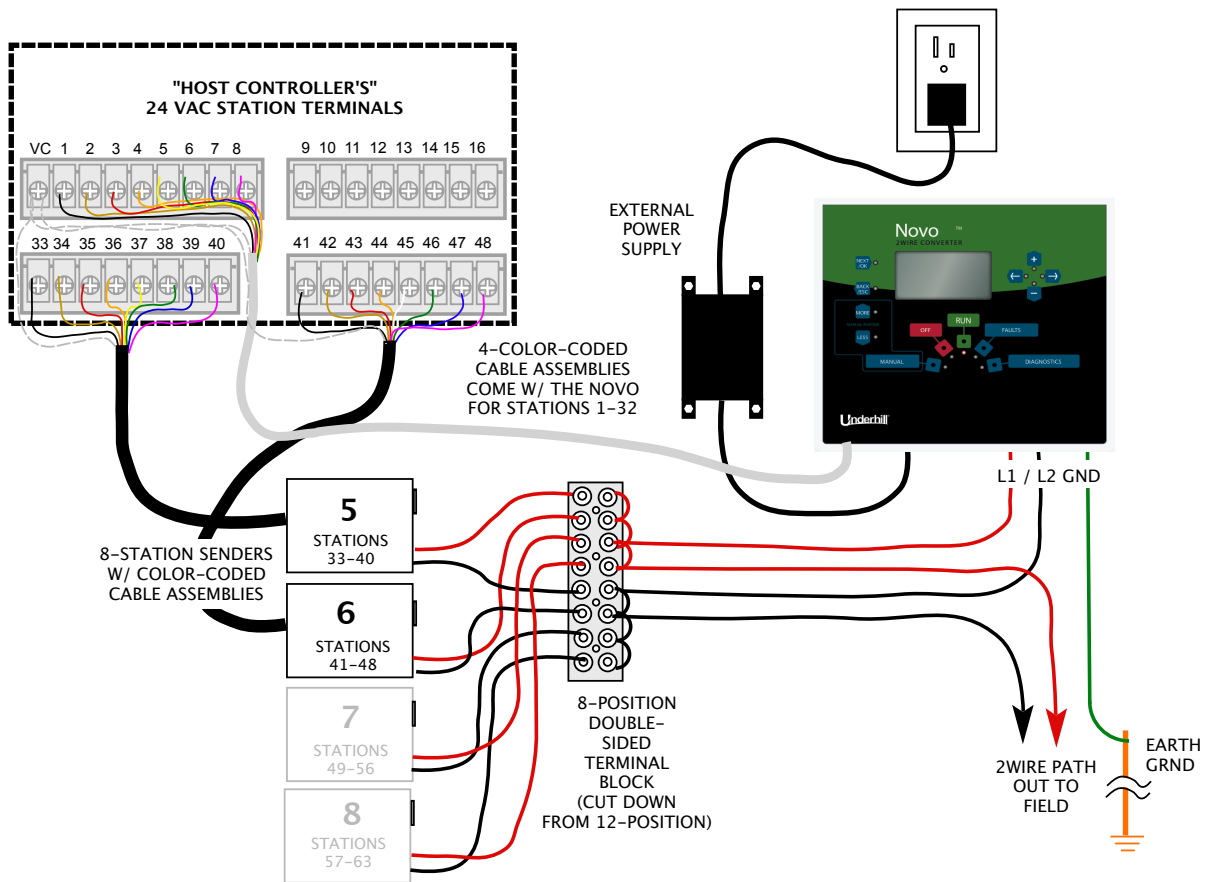 "HOST CONTROLLER'S"
24 VAC STATION TERMINALS
VC 1 2 3 4 5 6 7 8
9 10 11 12 13 14 15 16
33 34 35 36 37 38 39 40
41 42 43 44 45 46 47 48
EXTERNAL
POWER
SUPPLY
4-COLOR-CODED
CABLE ASSEMBLIES
COME W/ THE NOVO
FOR STATIONS 1-32
Novo ™
2WIRE CONVERTER
NEXT
/OK
BACK
/ESC
MORE
LESS
+
←
→
−
OFF
RUN
FAULTS
MANUAL
DIAGNOSTICS
Underhill
L1 / L2 GND
8-STATION SENDERS
W/ COLOR-CODED
CABLE ASSEMBLIES
5
STATIONS
33-40
6
STATIONS
41-48
7
STATIONS
49-56
8
STATIONS
57-63
8-POSITION
DOUBLE-
SIDED
TERMINAL
BLOCK
(CUT DOWN
FROM 12-POSITION)
2WIRE PATH
OUT TO
FIELD
EARTH
GRND